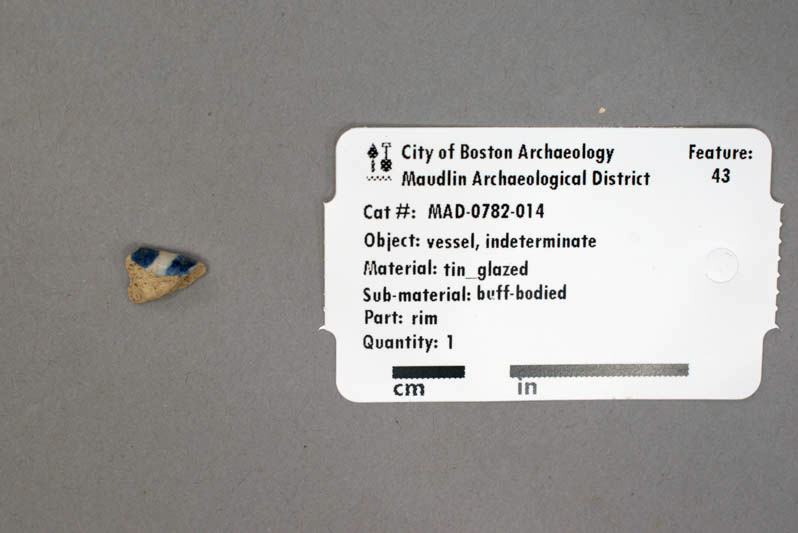 City of Boston Archaeology
Maudlin Archaeological District
Feature:
43
Cat #: MAD-0782-014
Object: vessel, indeterminate
Material: tin_glazed
Sub-material: buff-bodied
Part: rim
Quantity: 1
cm in